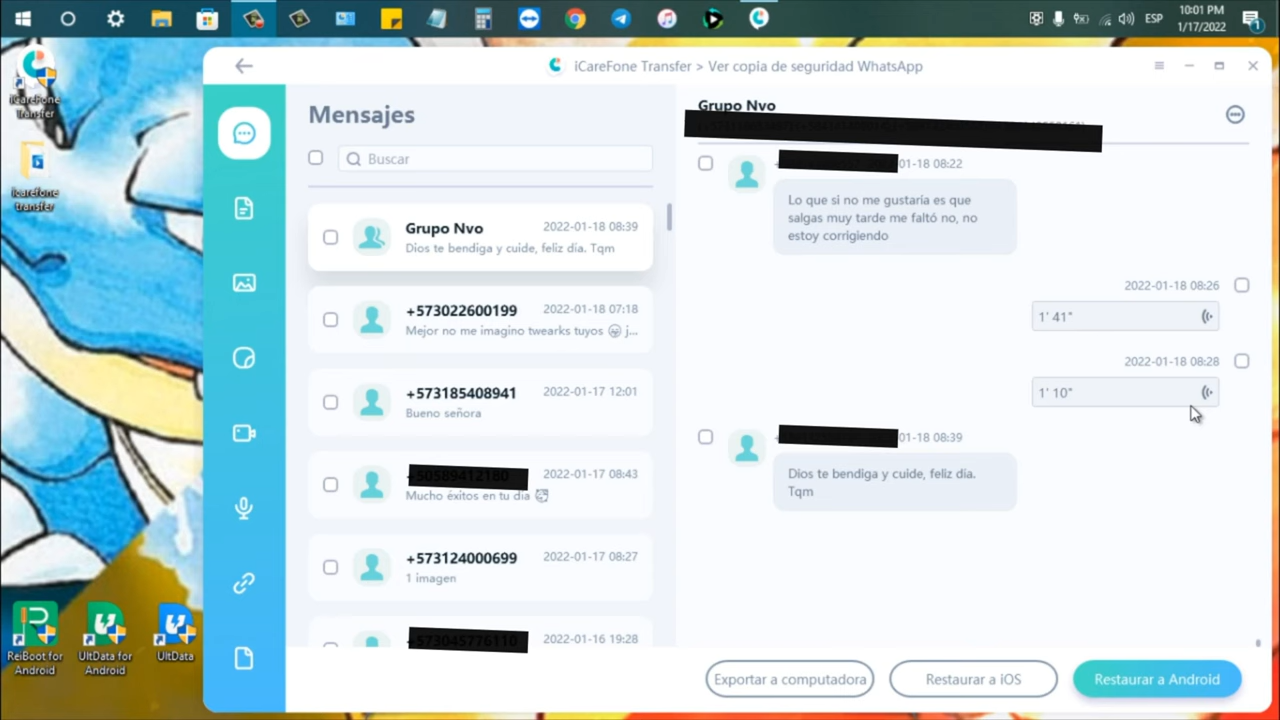 10:01 PM
ESP
1/17/2022
1
iCareFone Transfer > Ver copia de seguridad WhatsApp
iCareFone
Transfer
icarefone
transfer
ReiBoot for
Android
UltData for
Android
UltData
Mensajes
Buscar
Grupo Nvo
2022-01-18 08:39
Dios te bendiga y cuide, feliz día. Tqm
+573022600199
2022-01-18 07:18
Mejor no me imagino twearks tuyos 🤗 j...
+573185408941
2022-01-17 12:01
Bueno señora
2022-01-17 08:43
Mucho éxitos en tu día 🥰
+573124000699
2022-01-17 08:27
1 imagen
2022-01-16 19:28
Grupo Nvo
01-18 08:22
Lo que si no me gustaría es que
salgas muy tarde me faltó no, no
estoy corrigiendo
2022-01-18 08:26
1' 41"
2022-01-18 08:28
1' 10"
01-18 08:39
Dios te bendiga y cuide, feliz día.
Tqm
Exportar a computadora
Restaurar a iOS
Restaurar a Android